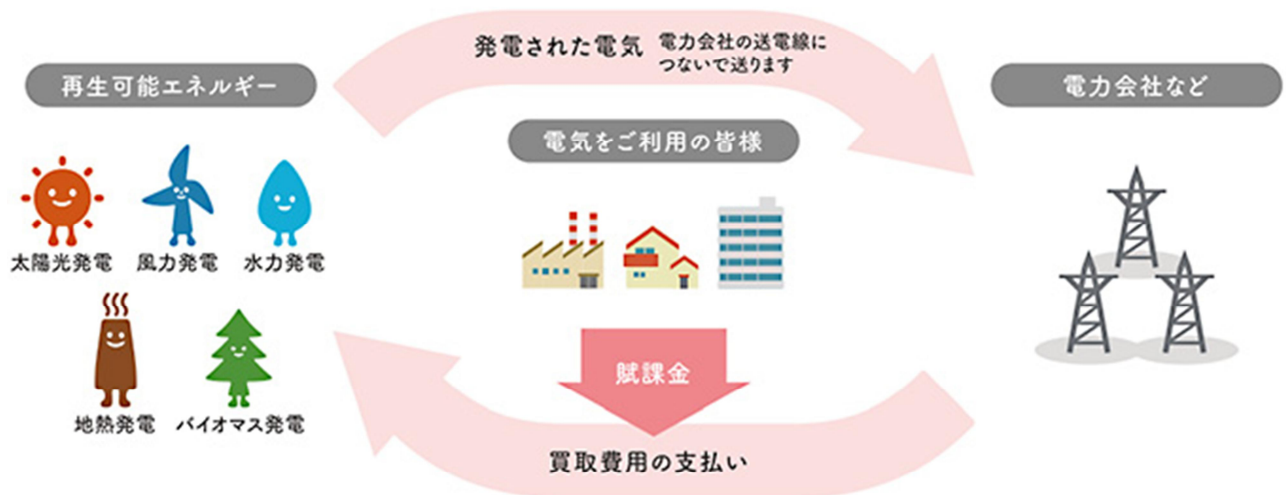 発電された電気 電力会社の送電線に
つないで送ります
再生可能エネルギー
電気をご利用の皆様
電力会社など
太陽光発電
風力発電
水力発電
地熱発電
バイオマス発電
賦課金
買取費用の支払い